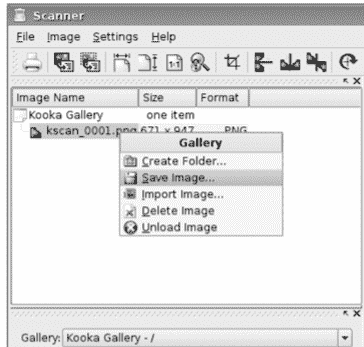 Scanner
File Image Settings Help
Image Name Size Format
Kooka Gallery one item
kscan_0001.png 671 x 947 PNG
Gallery
Create Folder...
Save Image...
Import Image...
Delete Image
Unload Image
Gallery: Kooka Gallery - /